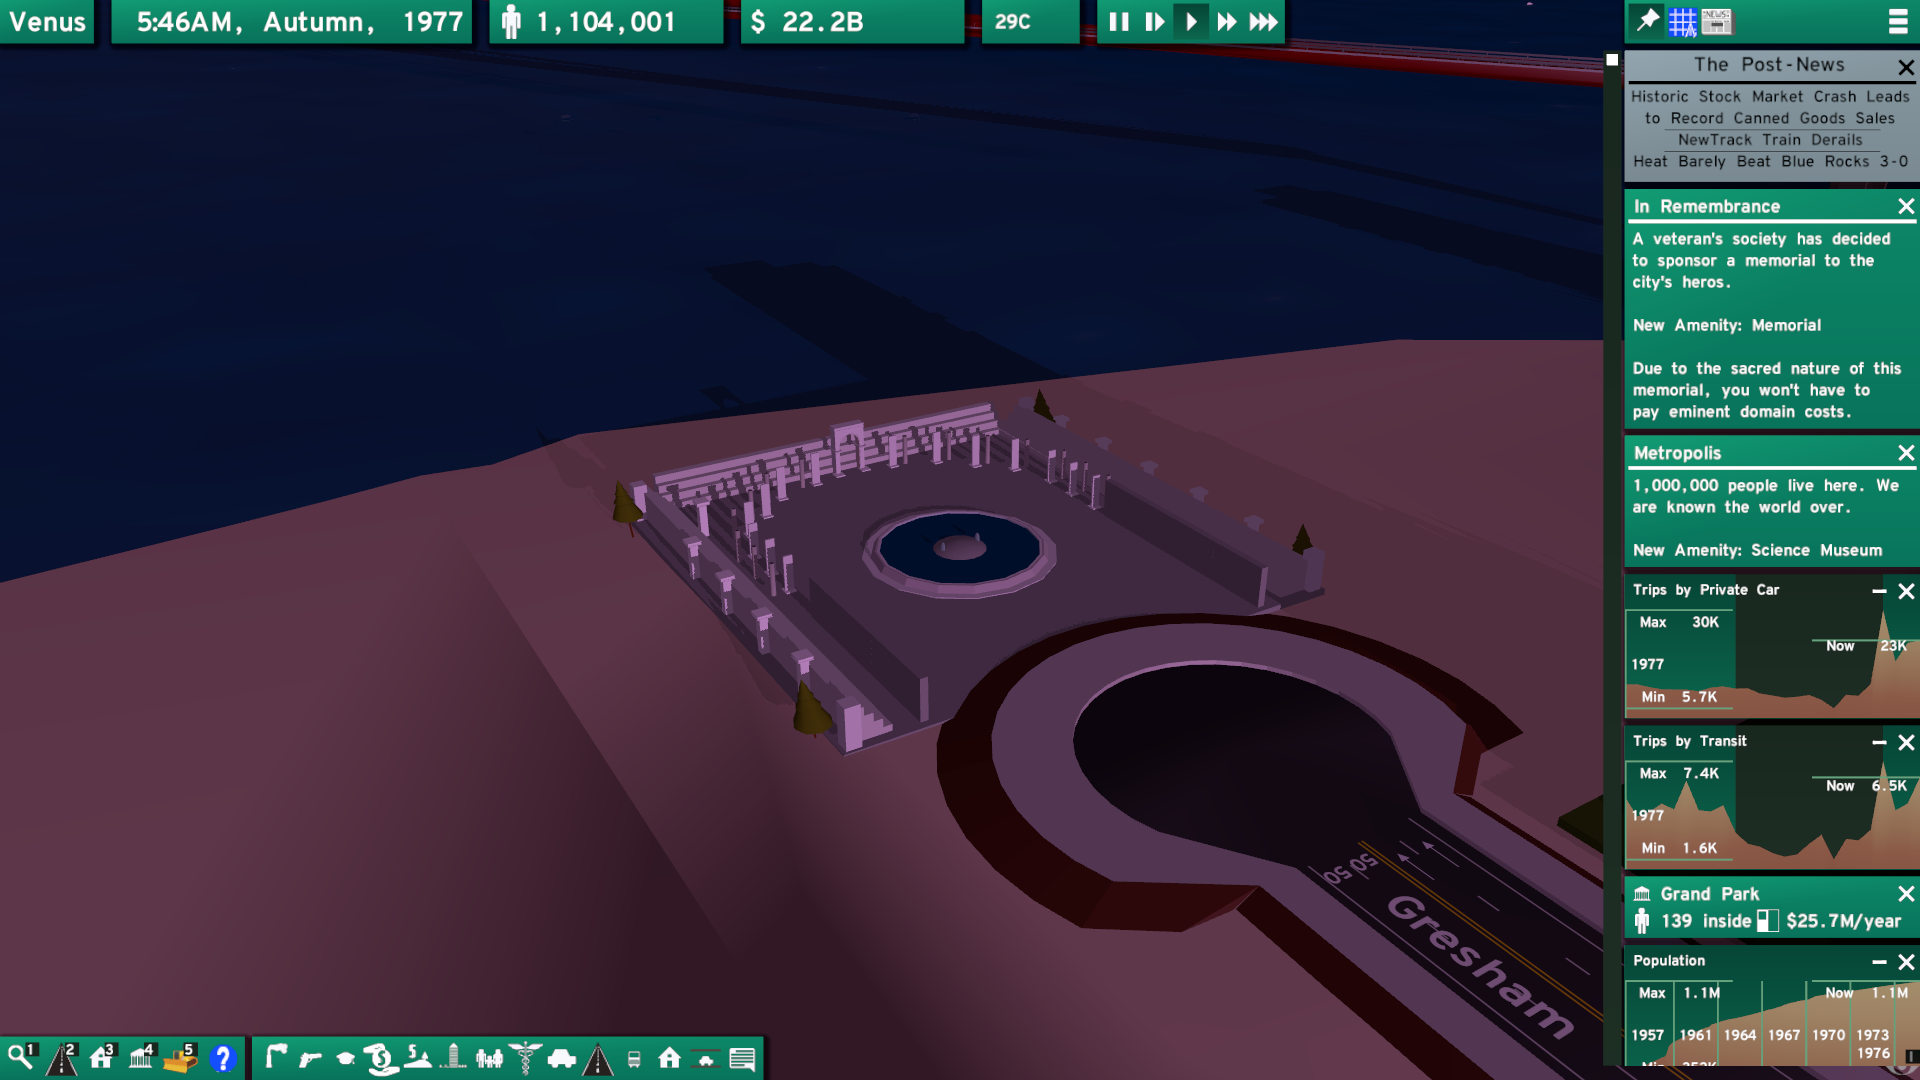 Venus
5:46AM, Autumn, 1977
1,104,001
$ 22.2B
29C
NEWS
The Post-News
Historic Stock Market Crash Leads
to Record Canned Goods Sales
NewTrack Train Derails
Heat Barely Beat Blue Rocks 3-0
In Remembrance
A veteran's society has decided
to sponsor a memorial to the
city's heros.
New Amenity: Memorial
Due to the sacred nature of this
memorial, you won't have to
pay eminent domain costs.
Metropolis
1,000,000 people live here. We
are known the world over.
New Amenity: Science Museum
Trips by Private Car
Max 30K
Now 23K
1977
Min 5.7K
Trips by Transit
Max 7.4K
Now 6.5K
1977
Min 1.6K
Grand Park
139 inside $25.7M/year
Population
Max 1.1M Now 1.1M
1957 1961 1964 1967 1970 1973
1976
50 50
Gresham
1 2 3 4 5 ?